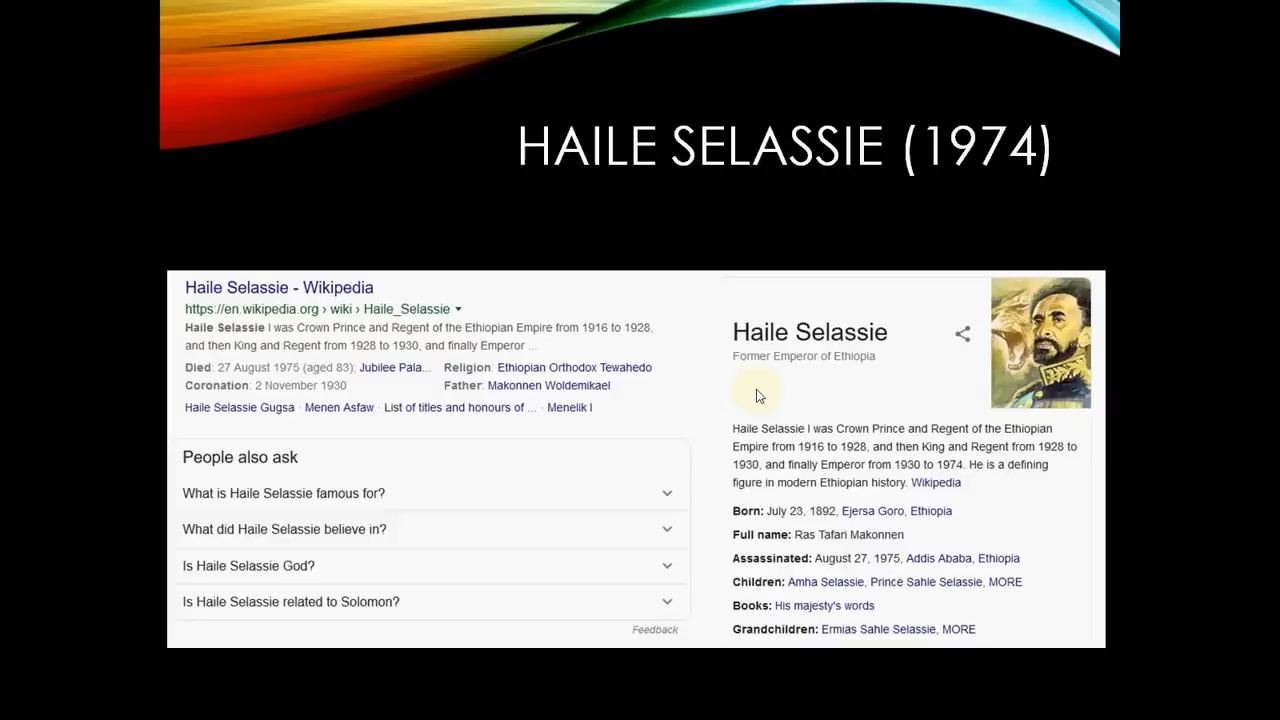 HAILE SELASSIE (1974)
Haile Selassie - Wikipedia
https://en.wikipedia.org › wiki › Haile_Selassie
Haile Selassie I was Crown Prince and Regent of the Ethiopian Empire from 1916 to 1928,
and then King and Regent from 1928 to 1930, and finally Emperor ...
Died: 27 August 1975 (aged 83); Jubilee Pala... Religion: Ethiopian Orthodox Tewahedo
Coronation: 2 November 1930 Father: Makonnen Woldemikael
Haile Selassie Gugsa · Menen Asfaw · List of titles and honours of ... · Menelik I
People also ask
What is Haile Selassie famous for?
What did Haile Selassie believe in?
Is Haile Selassie God?
Is Haile Selassie related to Solomon?
Feedback
Haile Selassie
Former Emperor of Ethiopia
Haile Selassie I was Crown Prince and Regent of the Ethiopian
Empire from 1916 to 1928, and then King and Regent from 1928 to
1930, and finally Emperor from 1930 to 1974. He is a defining
figure in modern Ethiopian history. Wikipedia
Born: July 23, 1892, Ejersa Goro, Ethiopia
Full name: Ras Tafari Makonnen
Assassinated: August 27, 1975, Addis Ababa, Ethiopia
Children: Amha Selassie, Prince Sahle Selassie, MORE
Books: His majesty's words
Grandchildren: Ermias Sahle Selassie, MORE